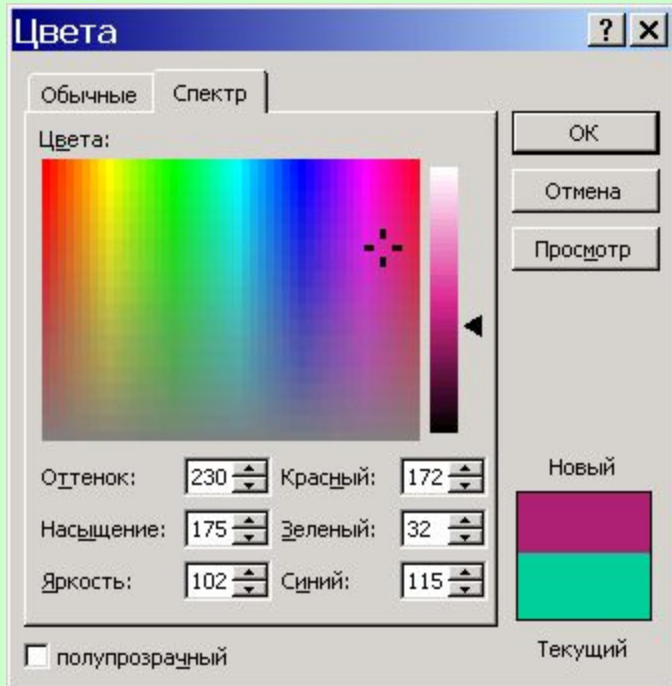 Цвета
Обычные Спектр
Цвета:
ОК
Отмена
Просмотр
Оттенок: 230 Красный: 172
Насыщение: 175 Зеленый: 32
Яркость: 102 Синий: 115
Новый
Текущий
полупрозрачный